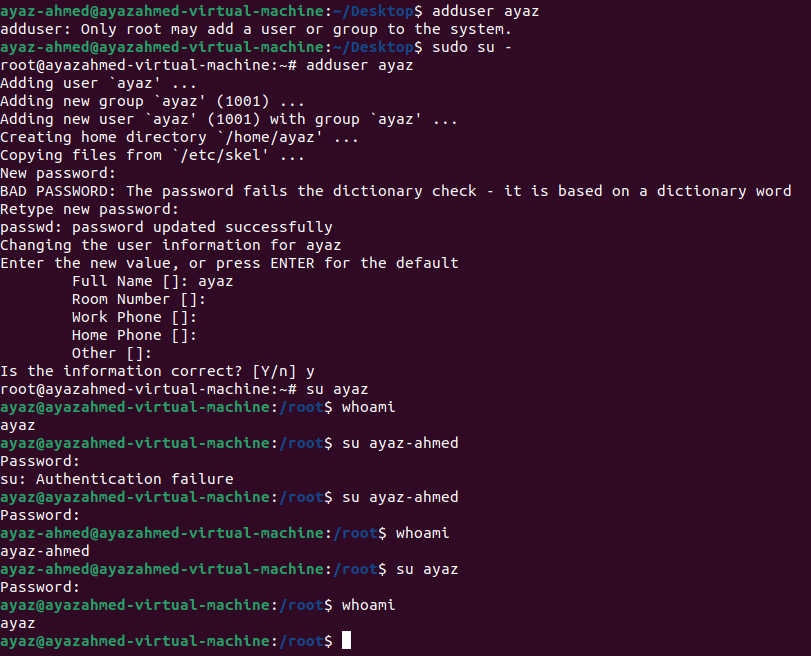 ayaz-ahmed@ayazahmed-virtual-machine:~/Desktop$ adduser ayaz
adduser: Only root may add a user or group to the system.
ayaz-ahmed@ayazahmed-virtual-machine:~/Desktop$ sudo su -
root@ayazahmed-virtual-machine:~# adduser ayaz
Adding user `ayaz' ...
Adding new group `ayaz' (1001) ...
Adding new user `ayaz' (1001) with group `ayaz' ...
Creating home directory `/home/ayaz' ...
Copying files from `/etc/skel' ...
New password:
BAD PASSWORD: The password fails the dictionary check - it is based on a dictionary word
Retype new password:
passwd: password updated successfully
Changing the user information for ayaz
Enter the new value, or press ENTER for the default
        Full Name []: ayaz
        Room Number []:
        Work Phone []:
        Home Phone []:
        Other []:
Is the information correct? [Y/n] y
root@ayazahmed-virtual-machine:~# su ayaz
ayaz@ayazahmed-virtual-machine:/root$ whoami
ayaz
ayaz@ayazahmed-virtual-machine:/root$ su ayaz-ahmed
Password:
su: Authentication failure
ayaz@ayazahmed-virtual-machine:/root$ su ayaz-ahmed
Password:
ayaz-ahmed@ayazahmed-virtual-machine:/root$ whoami
ayaz-ahmed
ayaz-ahmed@ayazahmed-virtual-machine:/root$ su ayaz
Password:
ayaz@ayazahmed-virtual-machine:/root$ whoami
ayaz
ayaz@ayazahmed-virtual-machine:/root$